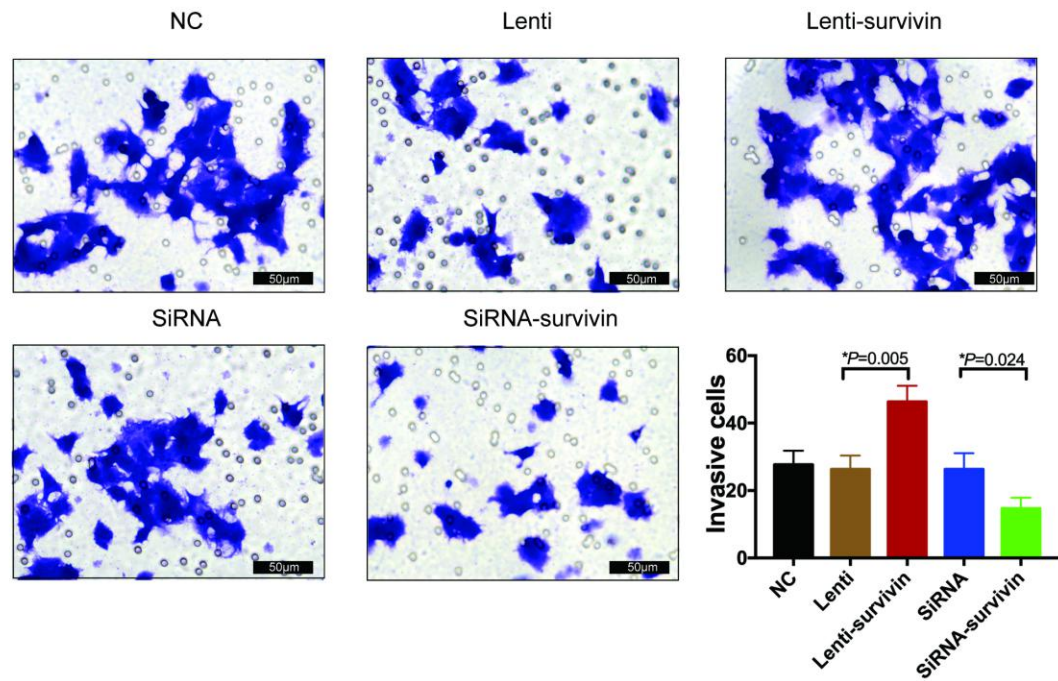 NC
Lenti
Lenti-survivin
50µm
50µm
50µm
SiRNA
SiRNA-survivin
50µm
50µm
Invasive cells
60
40
20
0
*P=0.005
*P=0.024
NC
Lenti
Lenti-survivin
SiRNA
SiRNA-survivin